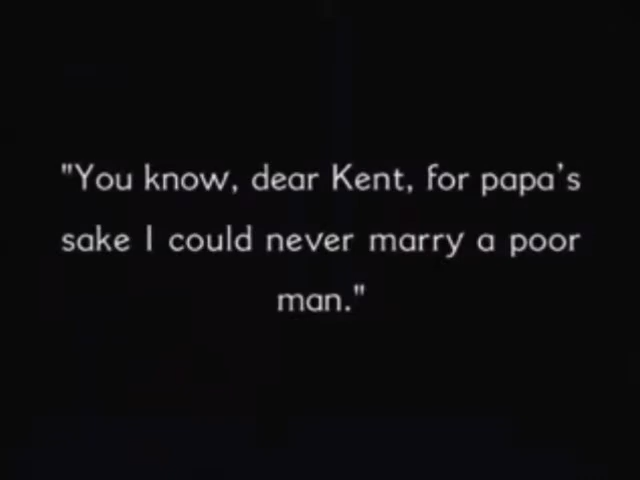 "You know, dear Kent, for papa's
sake I could never marry a poor
man."